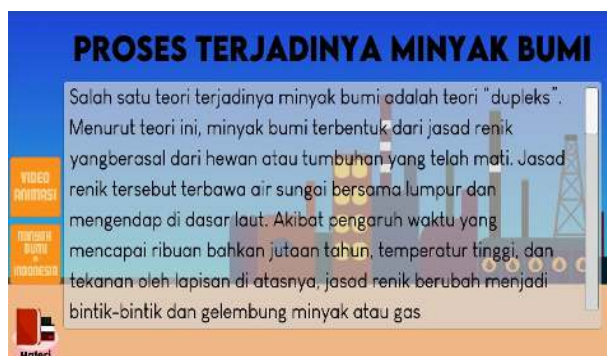 PROSES TERJADINYA MINYAK BUMI
Salah satu teori terjadinya minyak bumi adalah teori "dupleks".
Menurut teori ini, minyak bumi terbentuk dari jasad renik
yangberasal dari hewan atau tumbuhan yang telah mati. Jasad
renik tersebut terbawa air sungai bersama lumpur dan
mengendap di dasar laut. Akibat pengaruh waktu yang
mencapai ribuan bahkan jutaan tahun, temperatur tinggi, dan
tekanan oleh lapisan di atasnya, jasad renik berubah menjadi
bintik-bintik dan gelembung minyak atau gas
VIDEO
ANIMASI
MINYAK
BUMI
INDONESIA
Materi